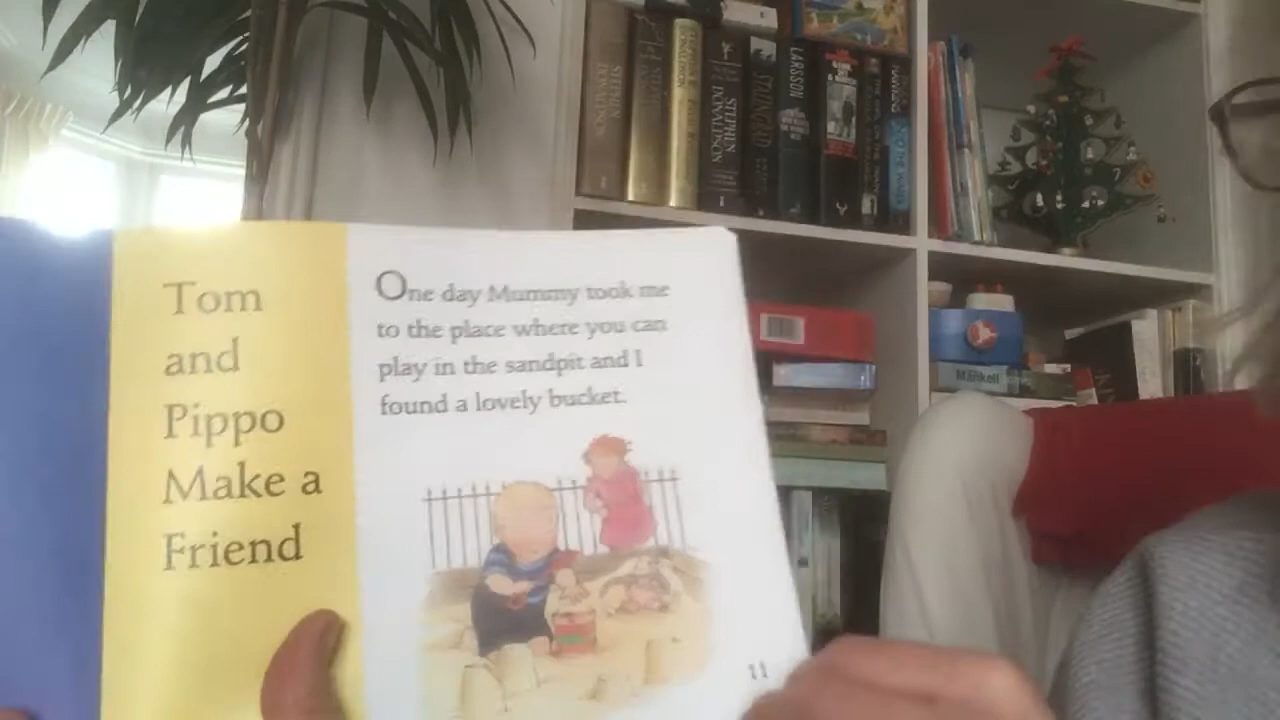 Tom
and
Pippo
Make a
Friend
One day Mummy took me
to the place where you can
play in the sandpit and I
found a lovely bucket.
11
STEPHEN
DONALDSON
STEPHEN
DONALDSON
STALINGRAD
LARSSON
Mankell